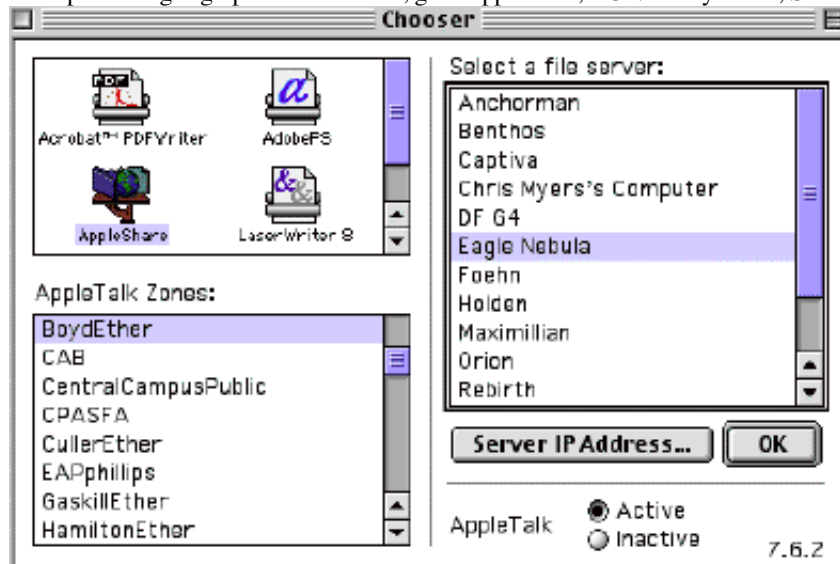 Chooser
Acrobat™ PDFWriter
AdobePS
AppleShare
LaserWriter 8
AppleTalk Zones:
BoydEther
CAB
CentralCampusPublic
CPASFA
CullerEther
EAPphillips
GaskillEther
HamiltonEther
Select a file server:
Anchorman
Benthos
Captiva
Chris Myers's Computer
DF G4
Eagle Nebula
Foehn
Holden
Maximillian
Orion
Rebirth
Server IP Address...
OK
AppleTalk
Active
Inactive
7.6.2